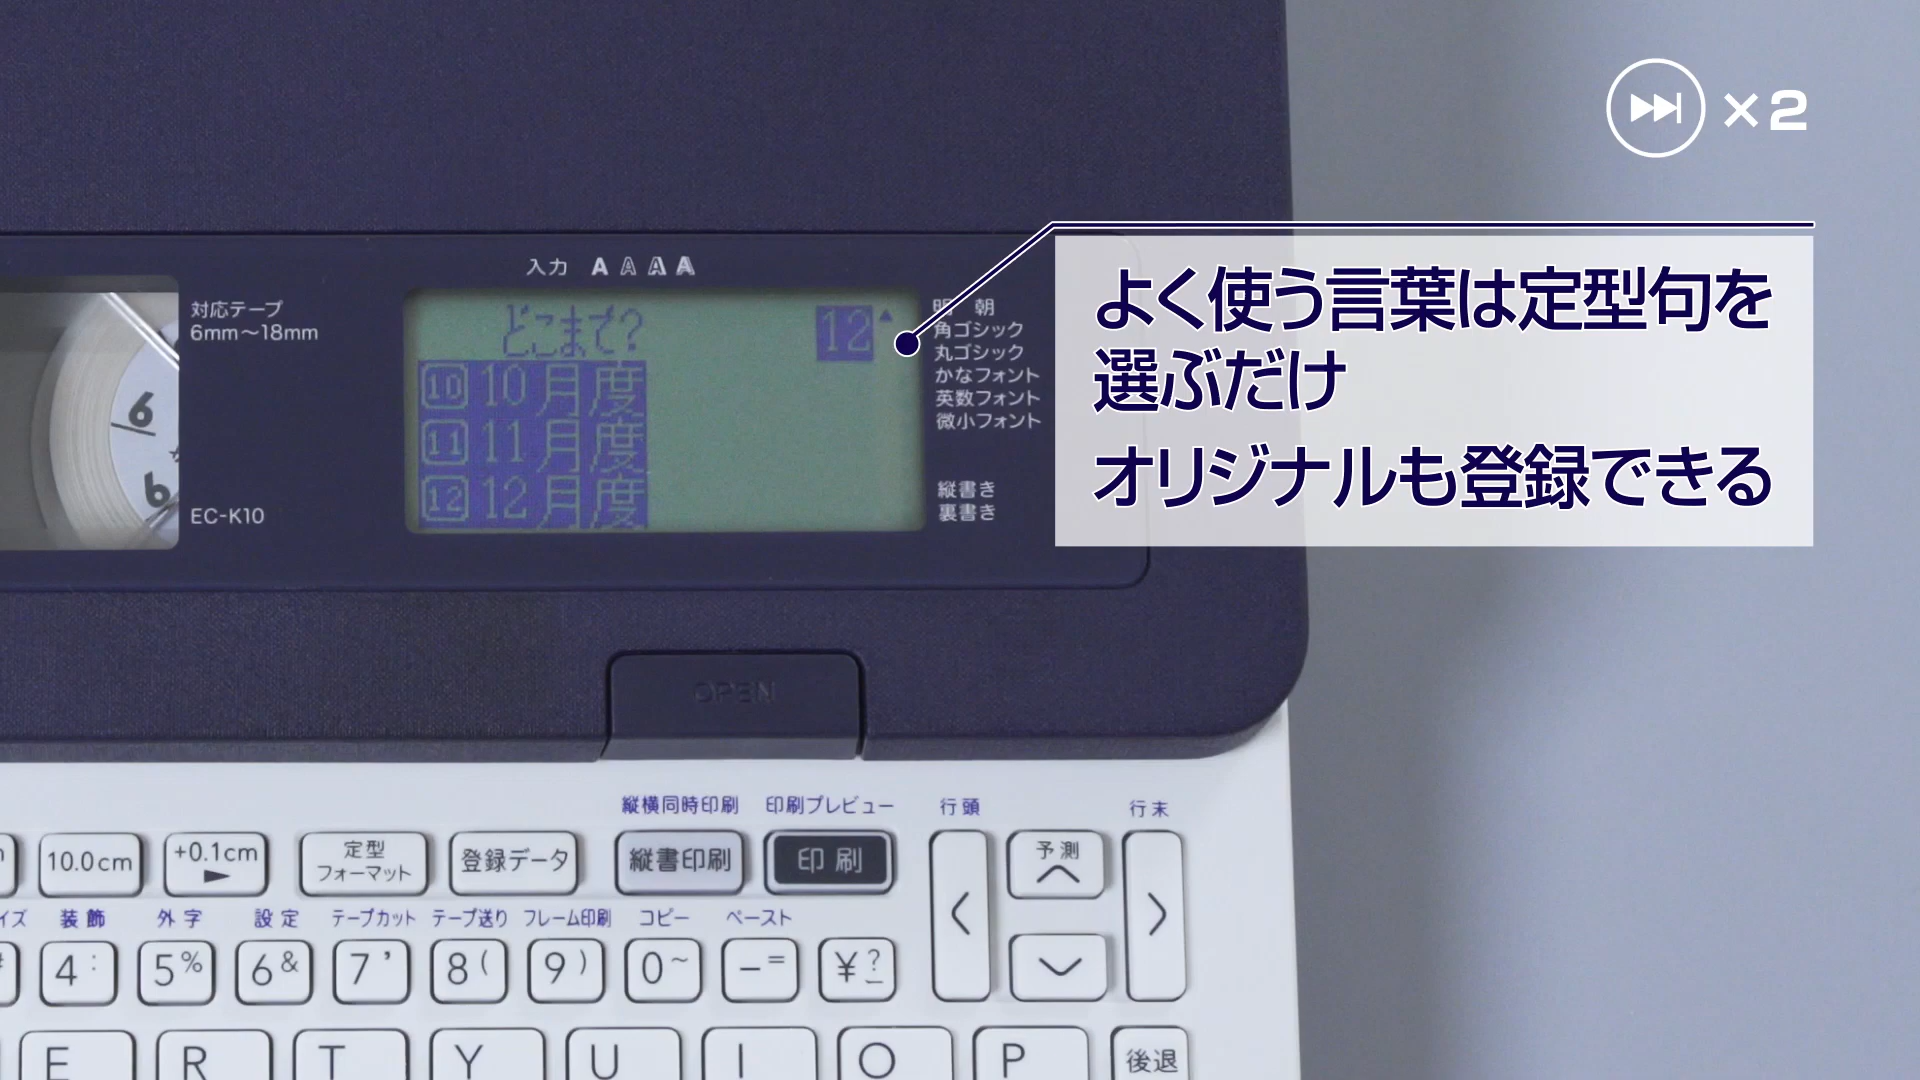 ×2
入力 A A A A
対応テープ
6mm～18mm
EC-K10
6
6
どこまで?
12
10 10月度
11 11月度
12 12月度
明 朝
角ゴシック
丸ゴシック
かなフォント
英数フォント
微小フォント
縦書き
裏書き
よく使う言葉は定型句を
選ぶだけ
オリジナルも登録できる
OPEN
縦横同時印刷 印刷プレビュー 行頭 行末
10.0cm +0.1cm 定型フォーマット 登録データ 縦書印刷 印刷 予測
イズ 装飾 外字 設定 テープカット テープ送り フレーム印刷 コピー ペースト
4 : 5 % 6 & 7 ' 8 ( 9 ) 0 ~ - = ¥ ? _
E R T Y U I O P 後退